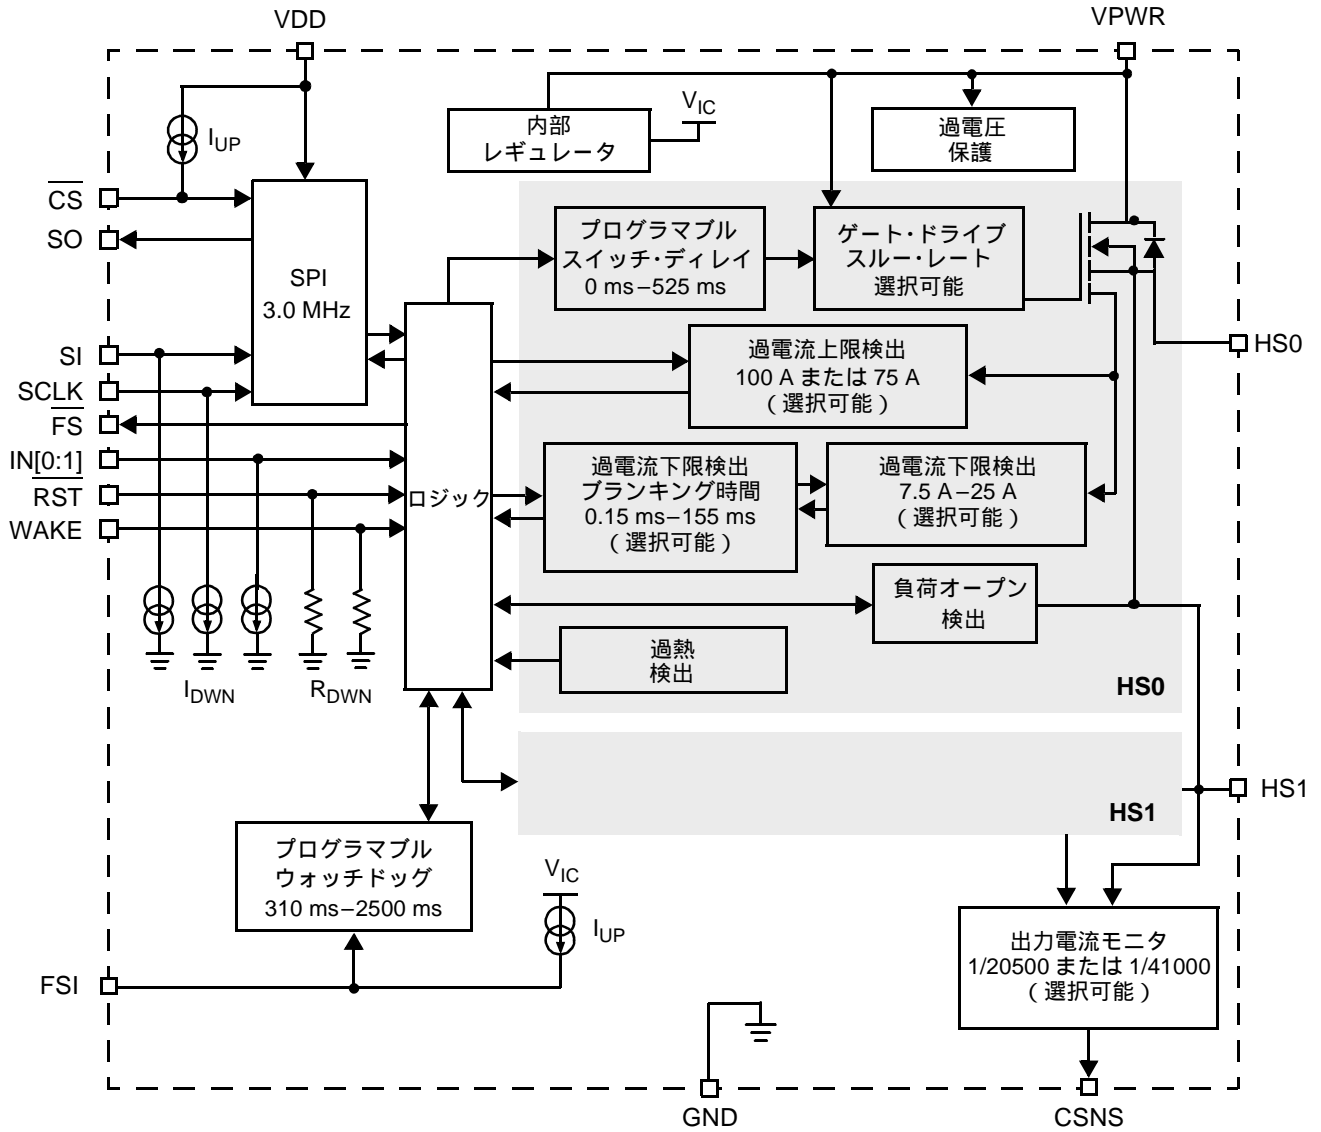 VDD
VPWR
IUP
内部
レギュレータ
VIC
過電圧
保護
CS
SO
SPI
3.0 MHz
プログラマブル
スイッチ･ディレイ
0 ms–525 ms
ゲート･ドライブ
スルー･レート
選択可能
SI
SCLK
FS
IN[0:1]
RST
WAKE
ロジック
過電流上限検出
100 A または 75 A
( 選択可能 )
HS0
過電流下限検出
ブランキング時間
0.15 ms–155 ms
( 選択可能 )
過電流下限検出
7.5 A–25 A
( 選択可能 )
負荷オープン
検出
過熱
検出
HS0
IDWN
RDWN
HS1
HS1
プログラマブル
ウォッチドッグ
310 ms–2500 ms
VIC
IUP
FSI
出力電流モニタ
1/20500 または 1/41000
( 選択可能 )
GND
CSNS